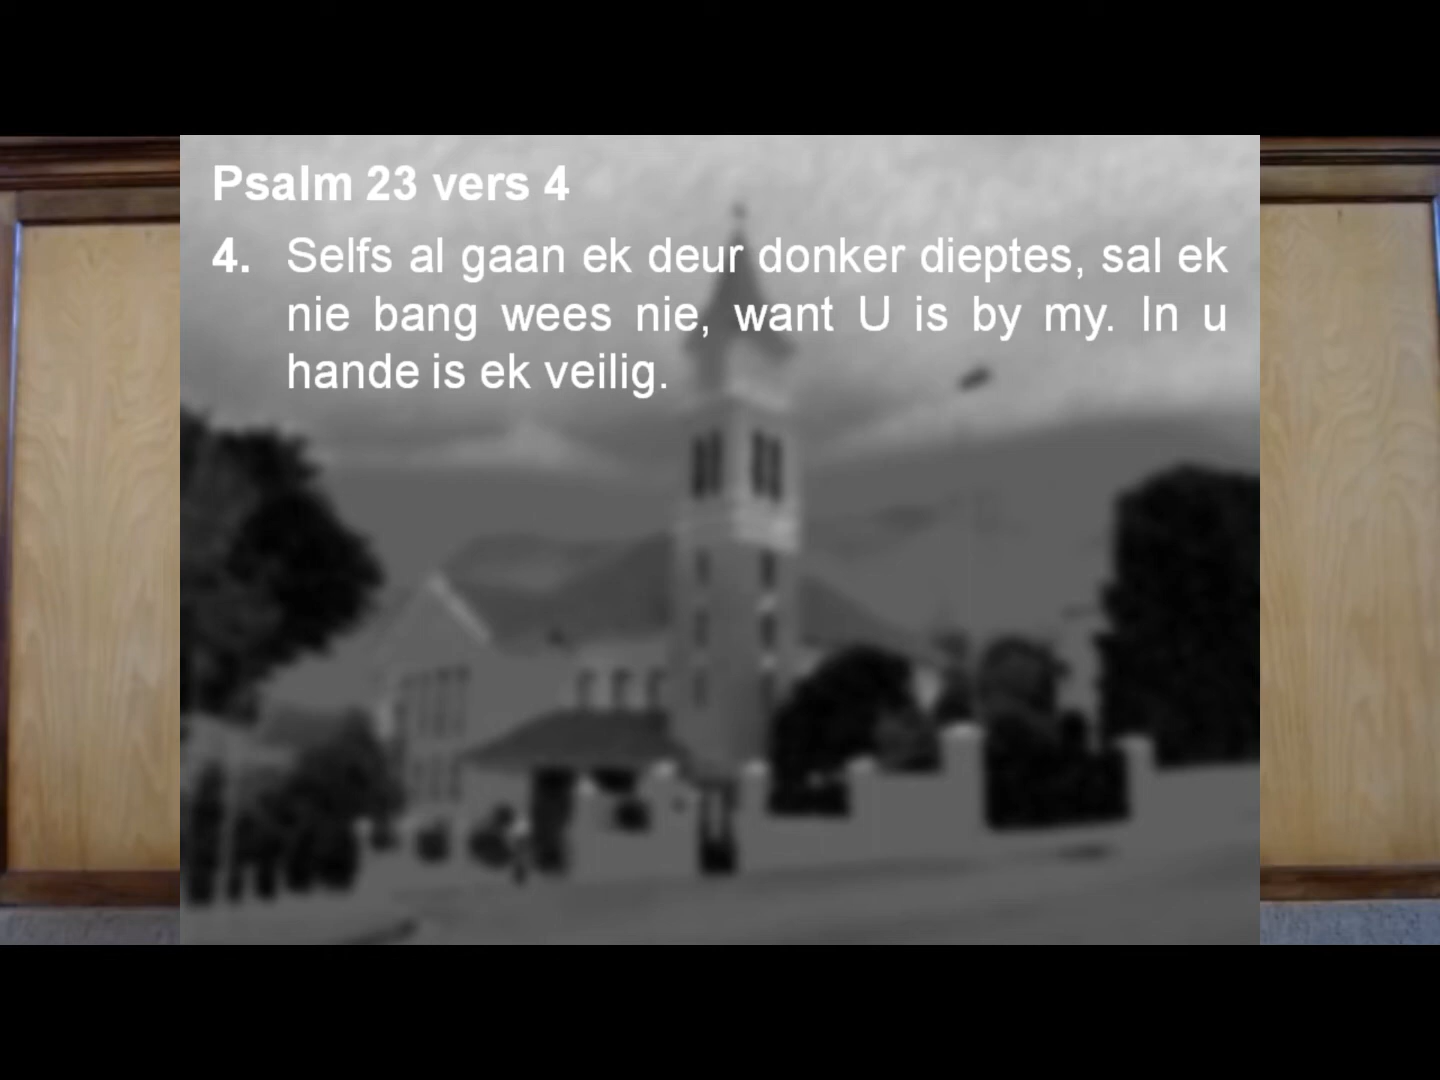 Psalm 23 vers 4
4. Selfs al gaan ek deur donker dieptes, sal ek
nie bang wees nie, want U is by my. In u
hande is ek veilig.